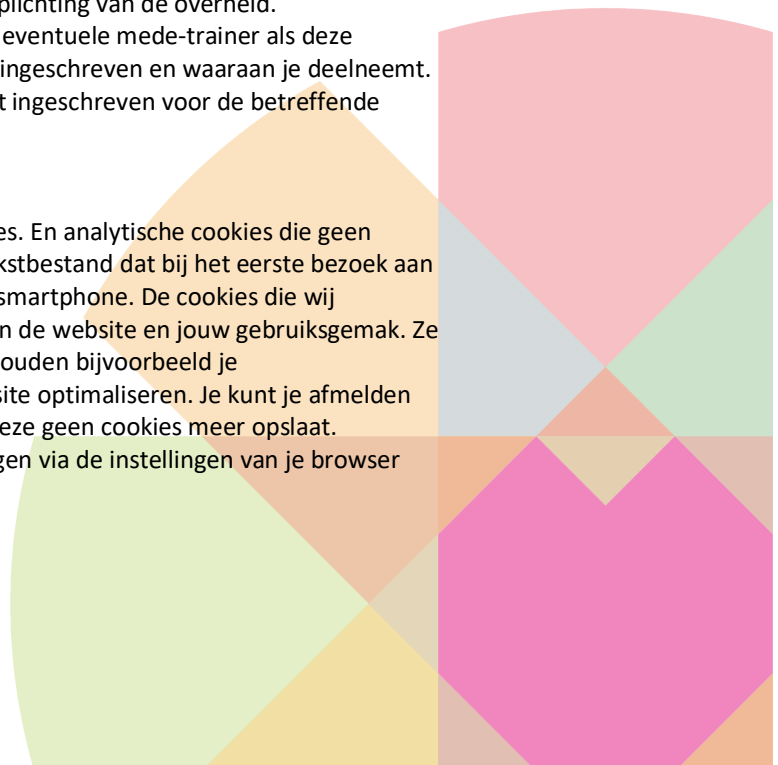 plichting van de overheid.
eventuele mede-trainer als deze
ingeschreven en waaraan je deelneemt.
t ingeschreven voor de betreffende
es. En analytische cookies die geen
kstbestand dat bij het eerste bezoek aan
smartphone. De cookies die wij
n de website en jouw gebruiksgemak. Ze
ouden bijvoorbeeld je
site optimaliseren. Je kunt je afmelden
eze geen cookies meer opslaat.
gen via de instellingen van je browser